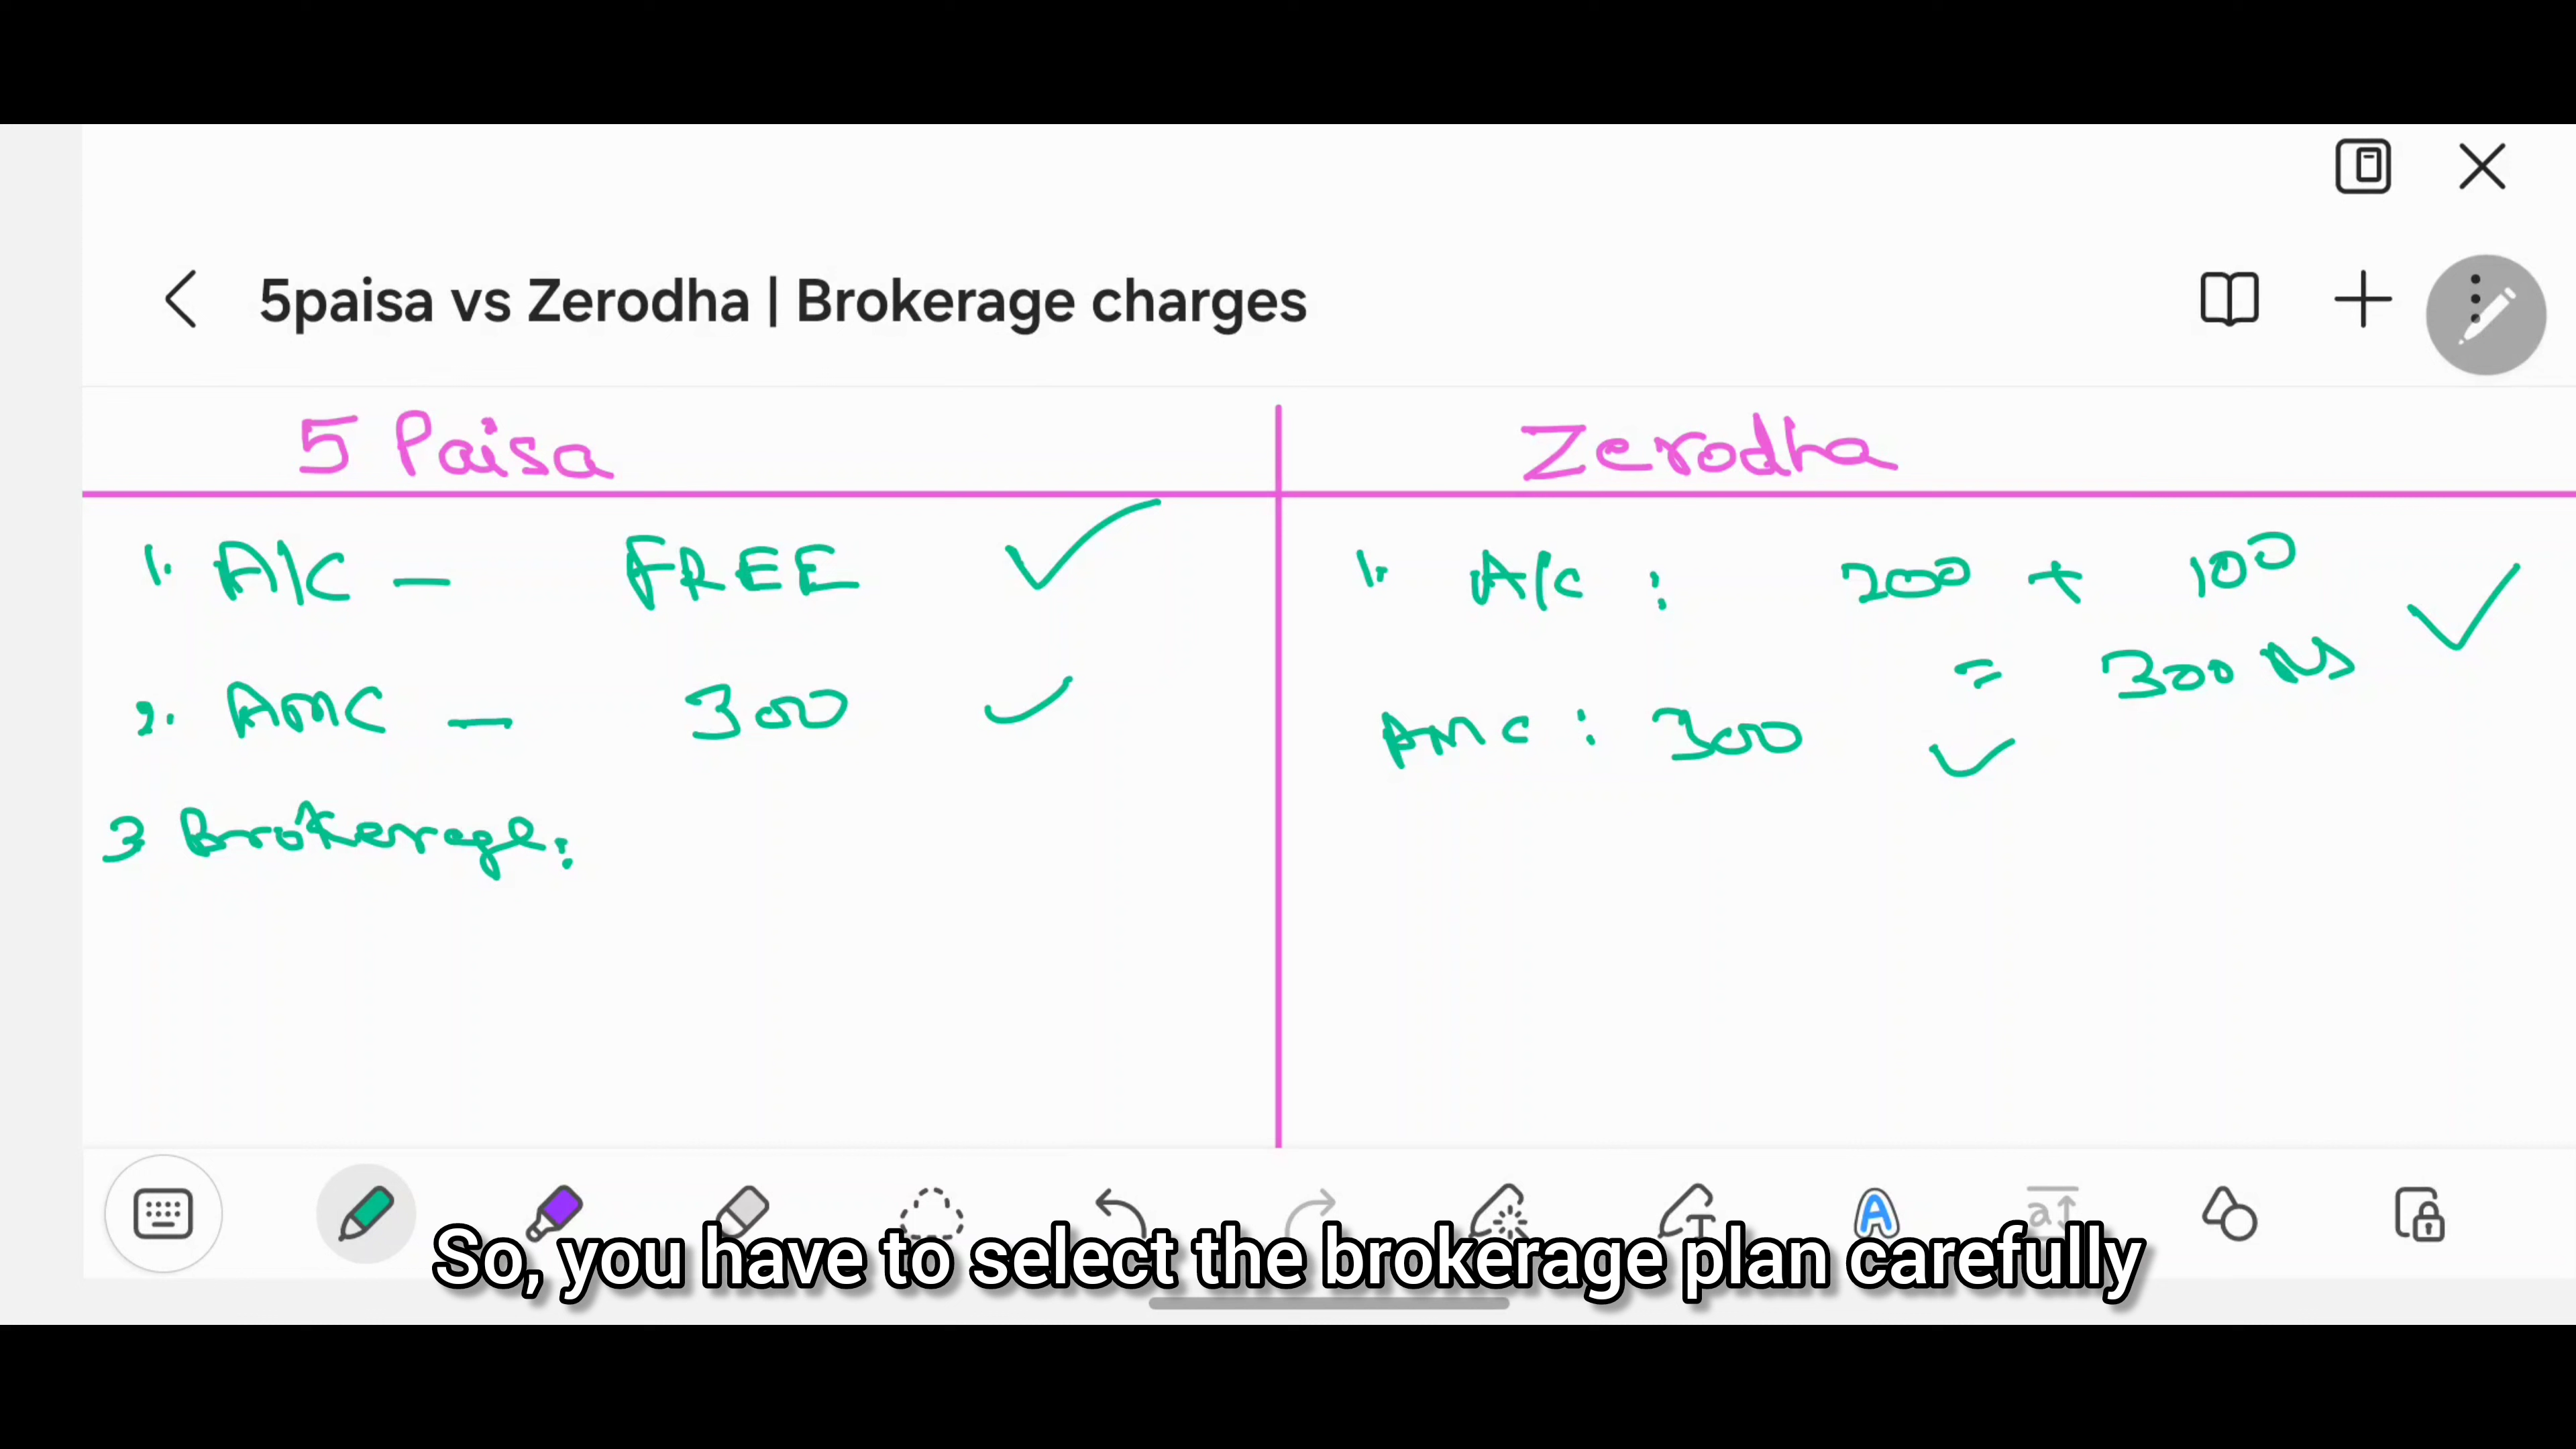 5paisa vs Zerodha | Brokerage charges
5 Paisa
Zerodha
1. A/C — FREE
2. AMC — 300
3 Brokerage:
1. A/C : 200 + 100
= 300 Rs
AMC : 300
So, you have to select the brokerage plan carefully